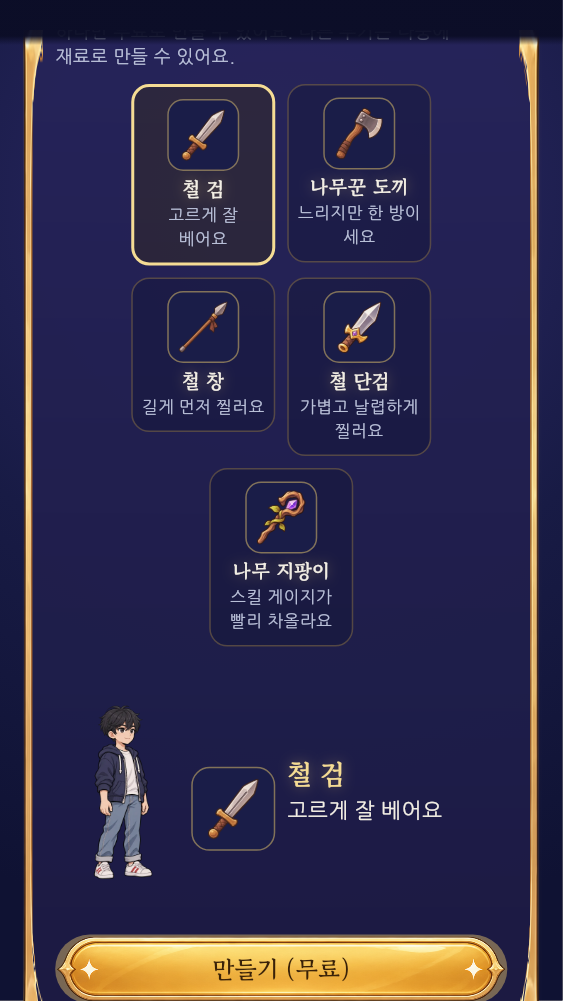 재료로 만들 수 있어요.
철 검
고르게 잘
베어요
나무꾼 도끼
느리지만 한 방이
세요
철 창
길게 먼저 찔러요
철 단검
가볍고 날렵하게
찔러요
나무 지팡이
스킬 게이지가
빨리 차올라요
철 검
고르게 잘 베어요
만들기 (무료)